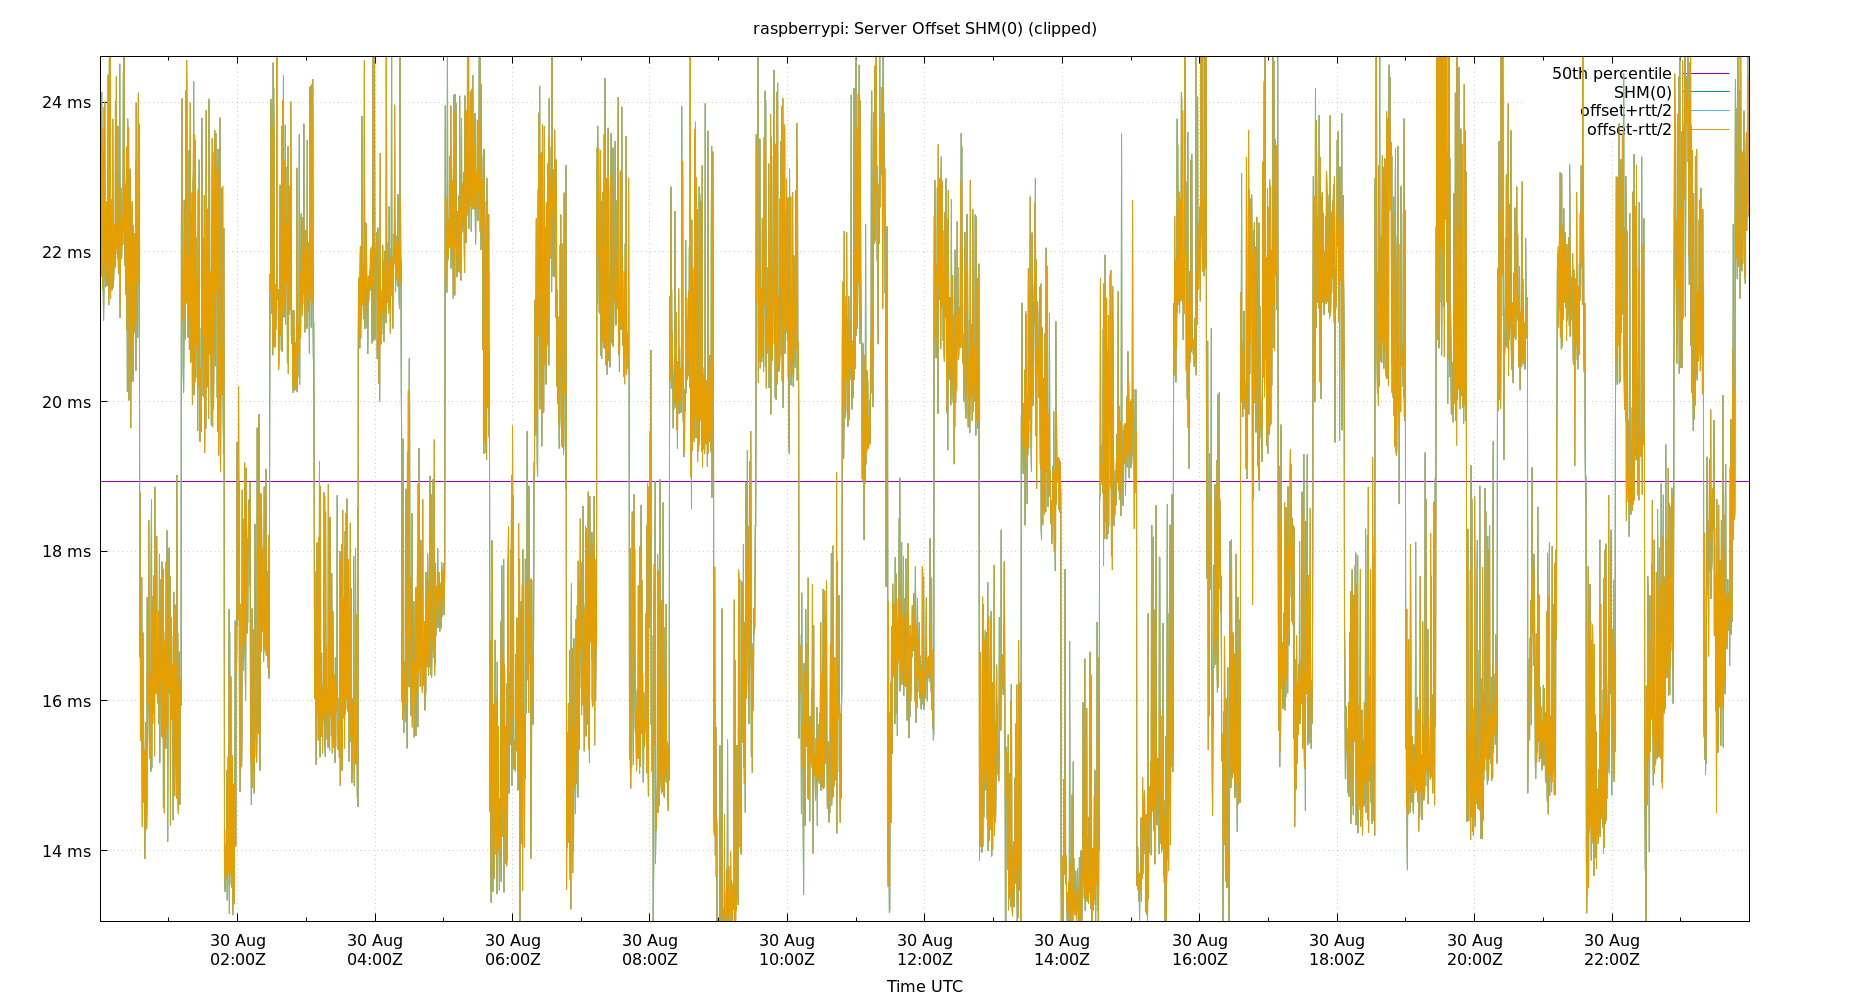 raspberrypi: Server Offset SHM(0) (clipped)
50th percentile
SHM(0)
offset+rtt/2
offset-rtt/2
24 ms
22 ms
20 ms
18 ms
16 ms
14 ms
30 Aug 30 Aug 30 Aug 30 Aug 30 Aug 30 Aug 30 Aug 30 Aug 30 Aug 30 Aug 30 Aug
02:00Z 04:00Z 06:00Z 08:00Z 10:00Z 12:00Z 14:00Z 16:00Z 18:00Z 20:00Z 22:00Z
Time UTC